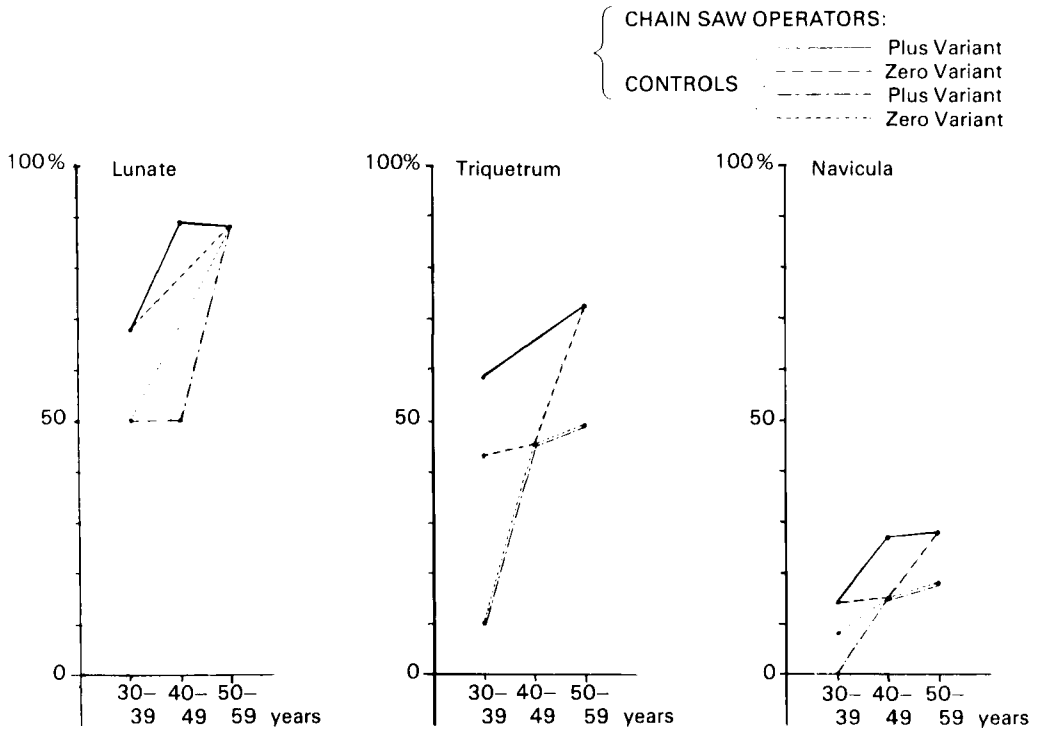 CHAIN SAW OPERATORS:
Plus Variant
Zero Variant
CONTROLS
Plus Variant
Zero Variant
100%
Lunate
50
0
30– 40– 50–
39 49 59 years
100%
Triquetrum
50
0
30– 40– 50–
39 49 59 years
100%
Navicula
50
0
30– 40– 50–
39 49 59 years